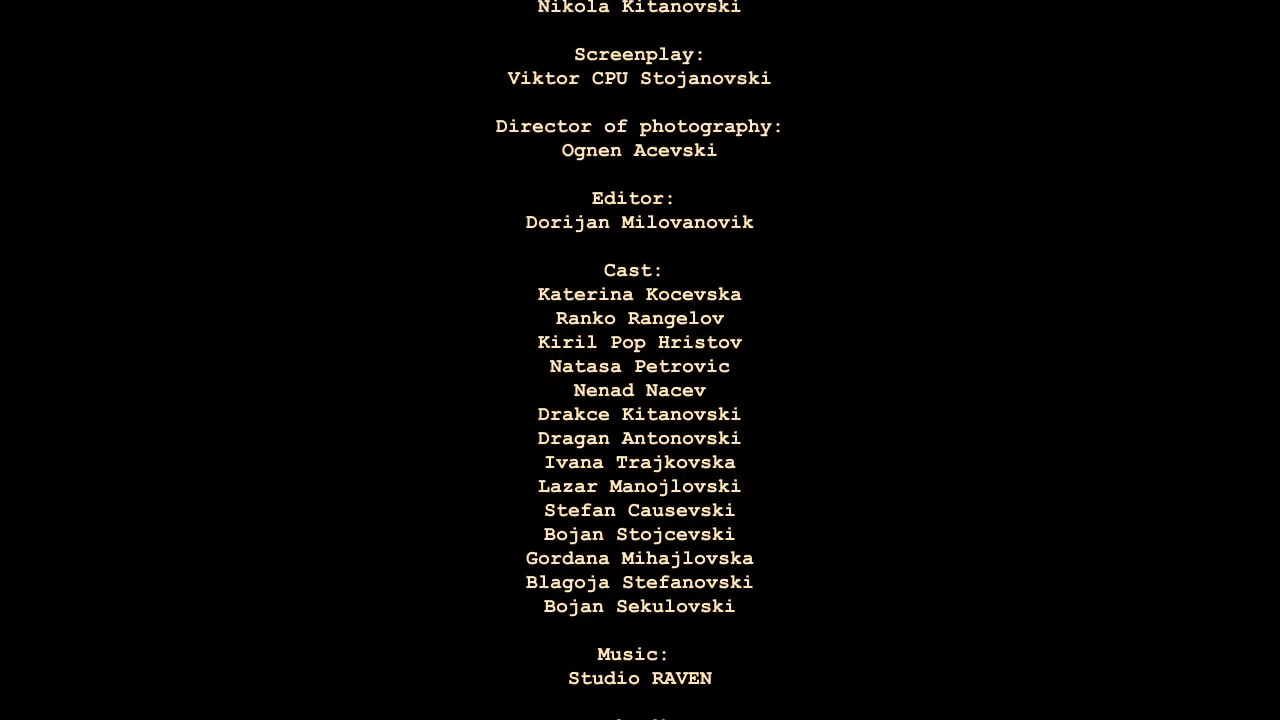 Nikola Kitanovski
Screenplay:
Viktor CPU Stojanovski
Director of photography:
Ognen Acevski
Editor:
Dorijan Milovanovik
Cast:
Katerina Kocevska
Ranko Rangelov
Kiril Pop Hristov
Natasa Petrovic
Nenad Nacev
Drakce Kitanovski
Dragan Antonovski
Ivana Trajkovska
Lazar Manojlovski
Stefan Causevski
Bojan Stojcevski
Gordana Mihajlovska
Blagoja Stefanovski
Bojan Sekulovski
Music:
Studio RAVEN